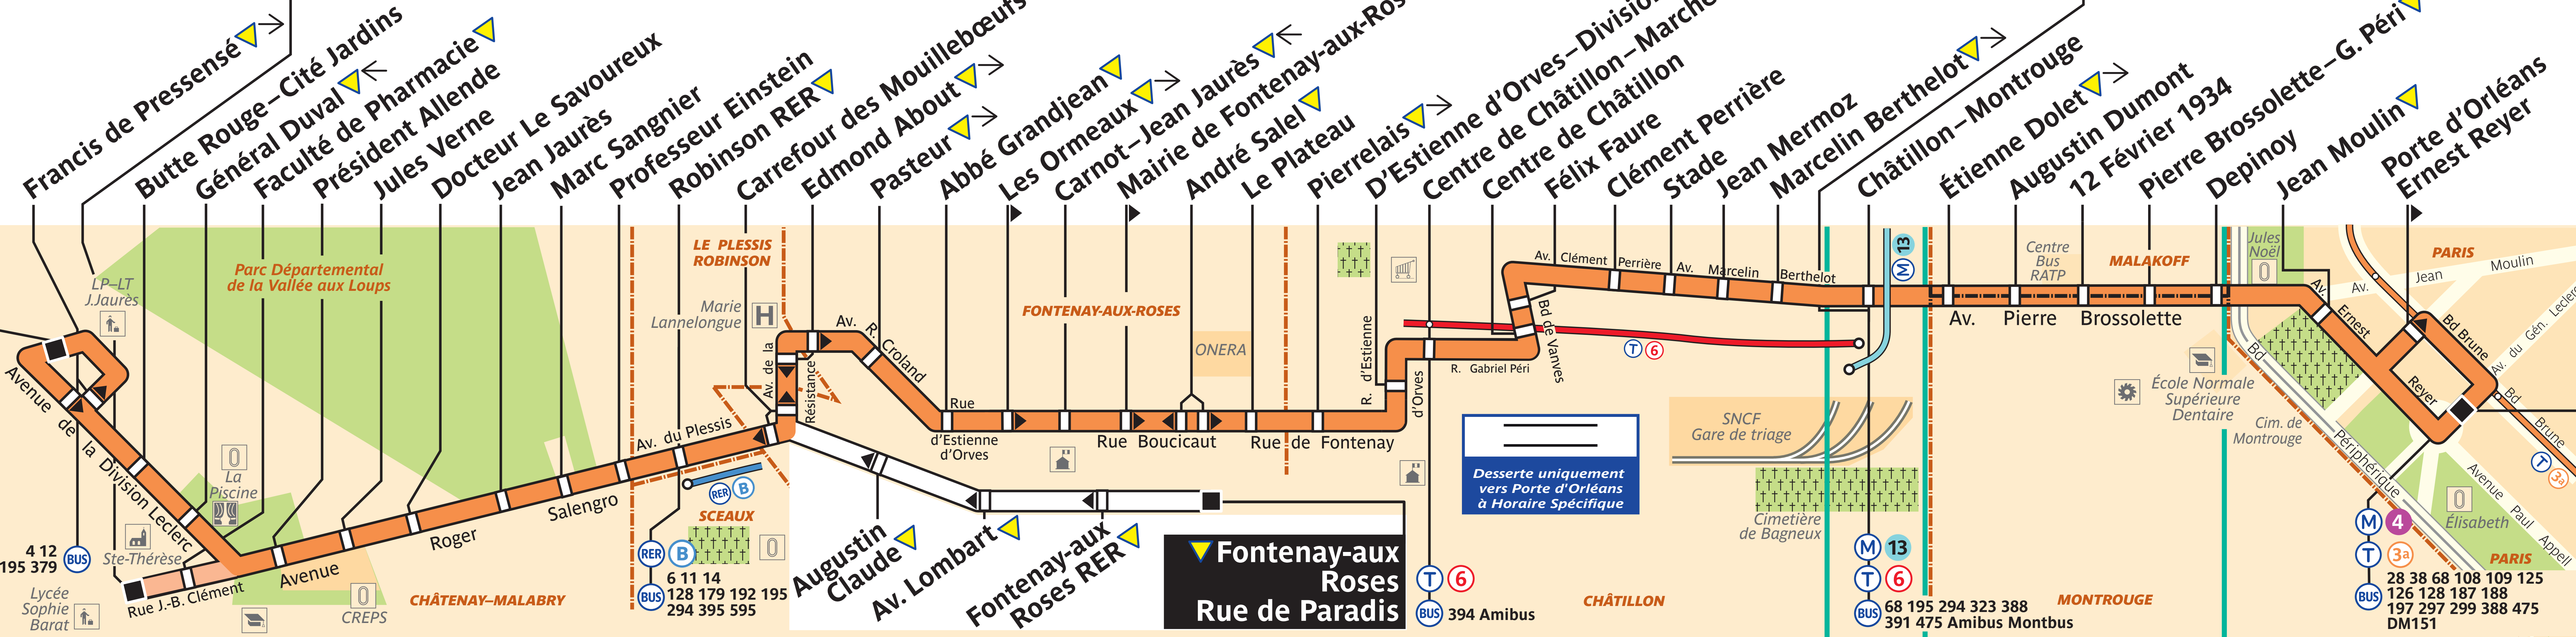 Francis de Pressensé
Butte Rouge–Cité Jardins
Général Duval
Faculté de Pharmacie
Président Allende
Jules Verne
Docteur Le Savoureux
Jean Jaurès
Marc Sangnier
Professeur Einstein
Robinson RER
Carrefour des Mouillebœufs
Edmond About
Pasteur
Abbé Grandjean
Les Ormeaux
Carnot–Jean Jaurès
Mairie de Fontenay-aux-Ros
André Salel
Le Plateau
Pierrelais
D'Estienne d'Orves–Divisio
Centre de Châtillon–Marché
Centre de Châtillon
Félix Faure
Clément Perrière
Stade
Jean Mermoz
Marcelin Berthelot
Châtillon–Montrouge
Étienne Dolet
Augustin Dumont
12 Février 1934
Pierre Brossolette–G. Péri
Depinoy
Jean Moulin
Porte d'Orléans
Ernest Reyer
LP–LT
J.Jaurès
Parc Départemental
de la Vallée aux Loups
LE PLESSIS
ROBINSON
Marie
Lannelongue
H
Av. de la
Résistance
Av. R. Croland
FONTENAY-AUX-ROSES
ONERA
Rue
d'Estienne
d'Orves
Rue Boucicaut
Rue de Fontenay
R. d'Estienne
d'Orves
R. Gabriel Péri
Bd de Vanves
Av. Clément Perrière
Av. Marcelin Berthelot
T 6
13
M
Centre
Bus
RATP
MALAKOFF
Av. Pierre Brossolette
Jules
Noël
PARIS
Av. Jean Moulin
Av. du Gén. Leclerc
Av. Ernest
Reyer
Bd Brune
Bd Brune
T 3a
École Normale
Supérieure
Dentaire
Cim. de
Montrouge
Bd Périphérique
Avenue Paul Appell
Élisabeth
PARIS
Avenue de la Division Leclerc
La
Piscine
Ste-Thérèse
Rue J.-B. Clément
Avenue Roger Salengro
Av. du Plessis
RER B
SCEAUX
4 12
195 379
BUS
Lycée
Sophie
Barat
CREPS
CHÂTENAY–MALABRY
RER B
BUS
6 11 14
128 179 192 195
294 395 595
Augustin
Claude
Av. Lombart
Fontenay-aux
Roses RER
Fontenay-aux
Roses
Rue de Paradis
Desserte uniquement
vers Porte d'Orléans
à Horaire Spécifique
SNCF
Gare de triage
Cimetière
de Bagneux
T 6
BUS 394 Amibus
CHÂTILLON
M 13
T 6
BUS
68 195 294 323 388
391 475 Amibus Montbus
MONTROUGE
M 4
T 3a
BUS
28 38 68 108 109 125
126 128 187 188
197 297 299 388 475
DM151